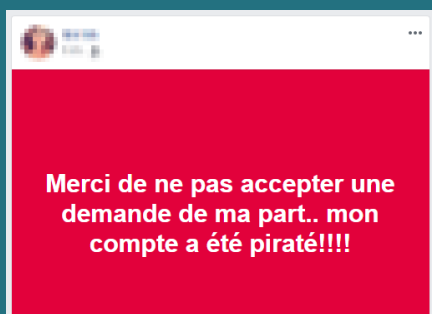 Merci de ne pas accepter une
demande de ma part.. mon
compte a été piraté!!!!